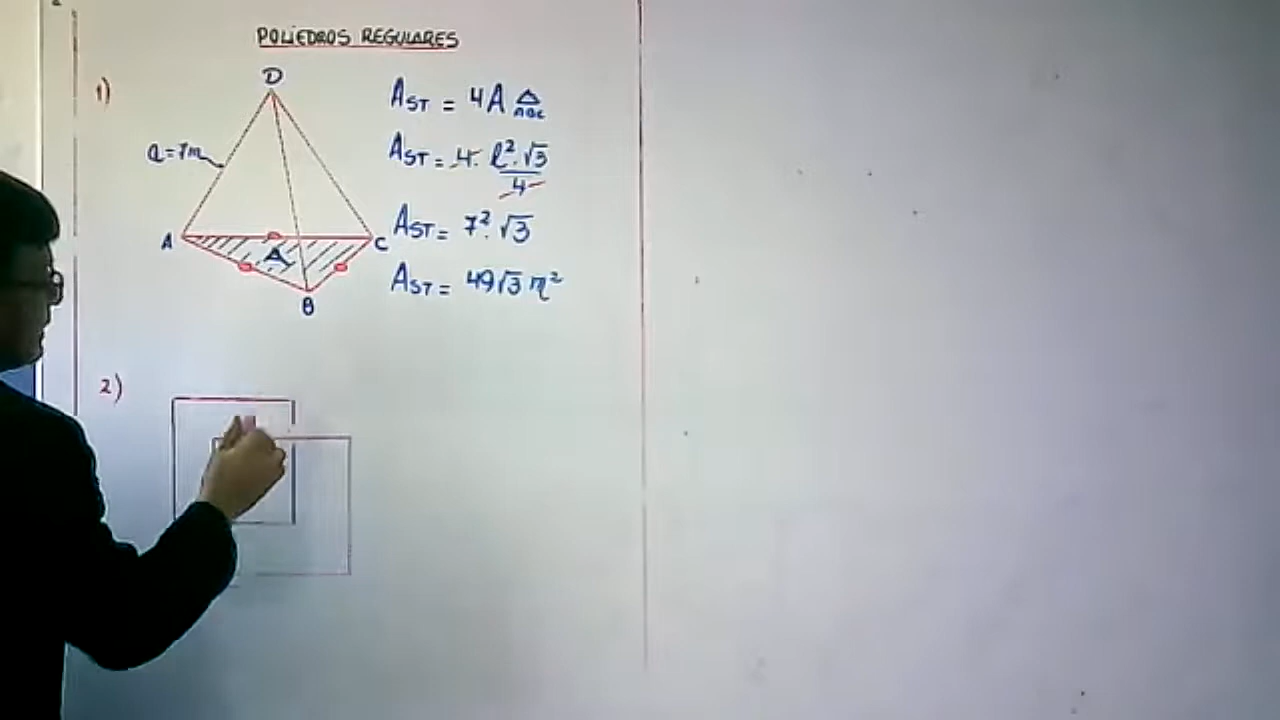 POLIEDROS REGULARES
1)
D
a=7m
A
C
A
B
A_ST = 4A △ ABC
A_ST = 4. l².√3 / 4
A_ST = 7².√3
A_ST = 49√3 m²
2)